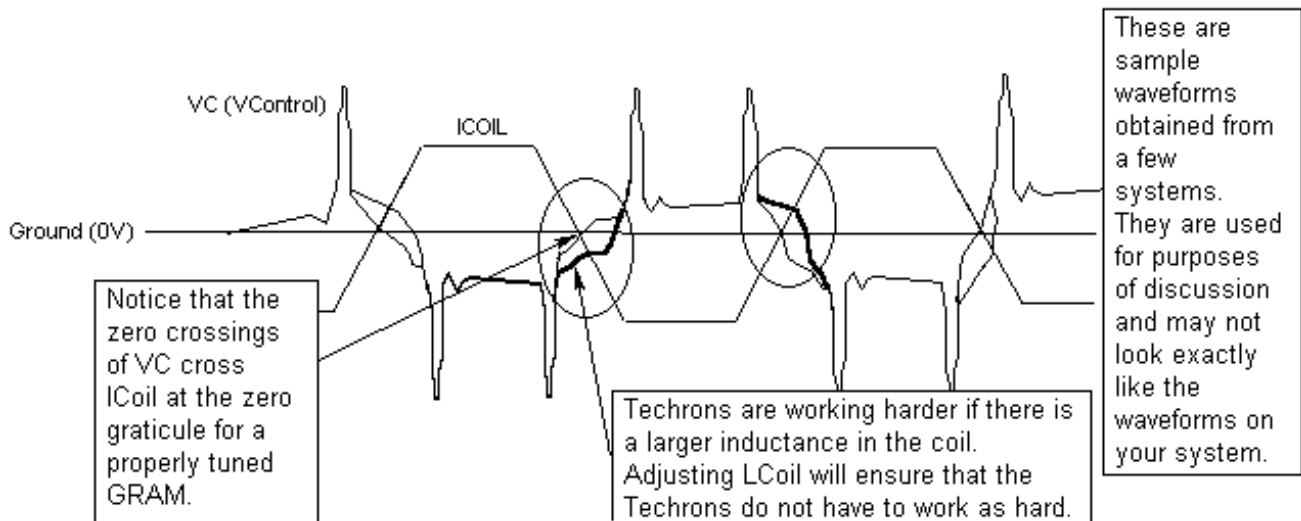 VC (VControl)
ICOIL
Ground (0V)
Notice that the
zero crossings
of VC cross
ICoil at the zero
graticule for a
properly tuned
GRAM.
Techrons are working harder if there is
a larger inductance in the coil.
Adjusting LCoil will ensure that the
Techrons do not have to work as hard.
These are
sample
waveforms
obtained from
a few
systems.
They are used
for purposes
of discussion
and may not
look exactly
like the
waveforms on
your system.